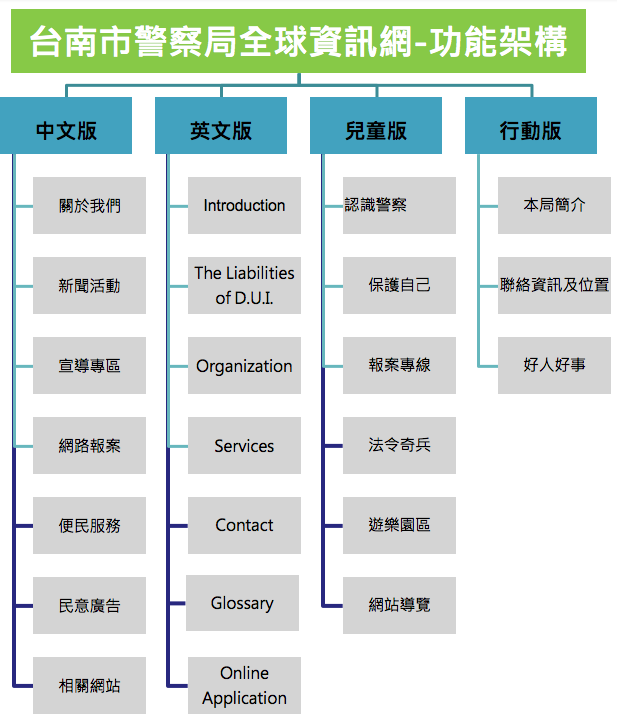 台南市警察局全球資訊網-功能架構
中文版
關於我們
新聞活動
宣導專區
網路報案
便民服務
民意廣告
相關網站
英文版
Introduction
The Liabilities
of D.U.I.
Organization
Services
Contact
Glossary
Online
Application
兒童版
認識警察
保護自己
報案專線
法令奇兵
遊樂園區
網站導覽
行動版
本局簡介
聯絡資訊及位置
好人好事